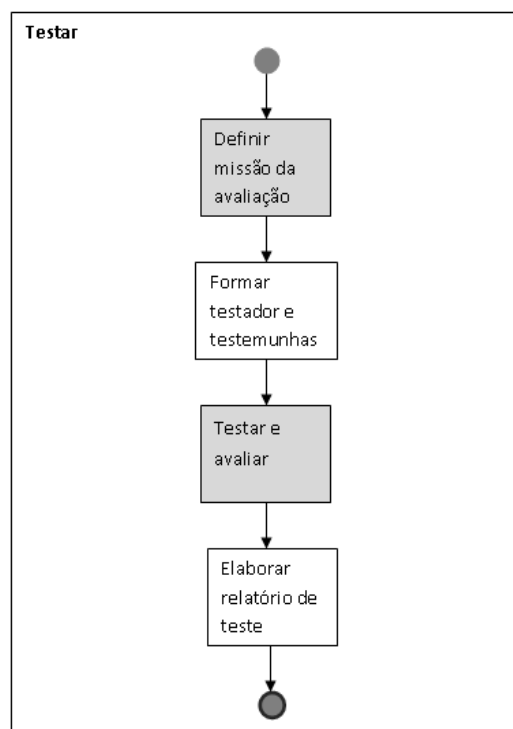 Testar
Definir
missão da
avaliação
Formar
testador e
testemunhas
Testar e
avaliar
Elaborar
relatório de
teste